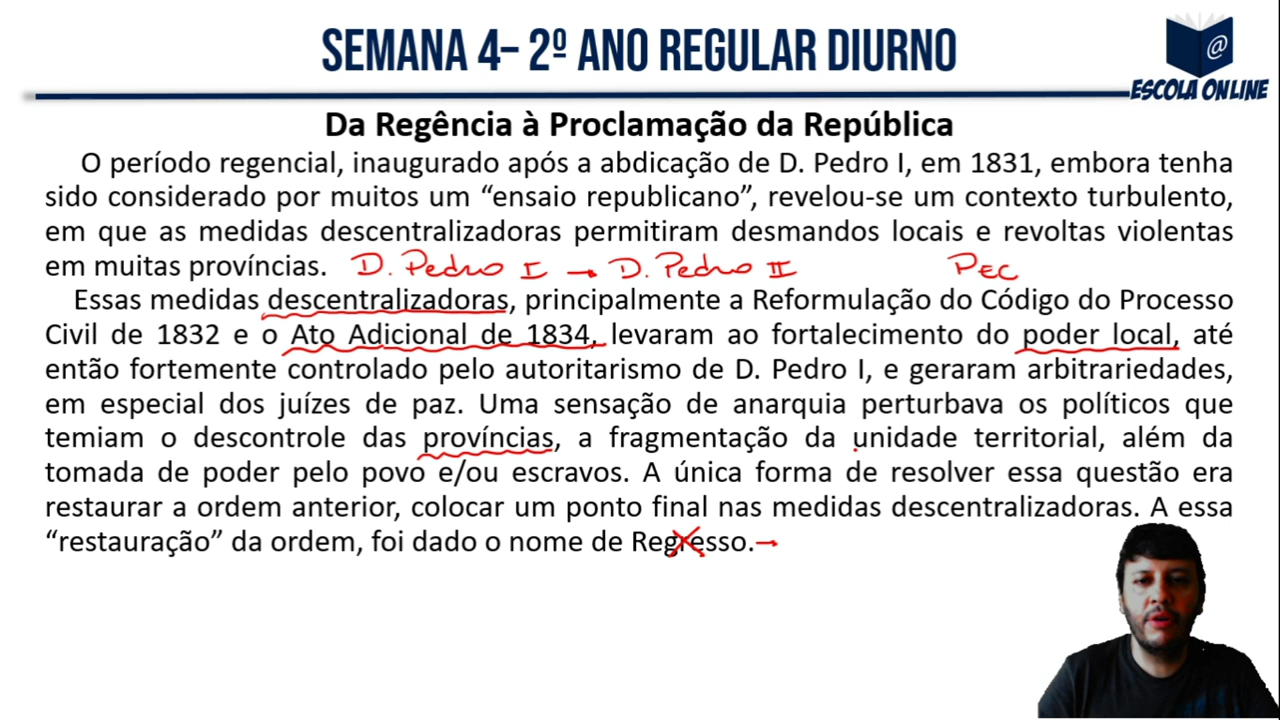 SEMANA 4– 2º ANO REGULAR DIURNO
@
ESCOLA ONLINE
Da Regência à Proclamação da República
O período regencial, inaugurado após a abdicação de D. Pedro I, em 1831, embora tenha
sido considerado por muitos um “ensaio republicano”, revelou-se um contexto turbulento,
em que as medidas descentralizadoras permitiram desmandos locais e revoltas violentas
em muitas províncias. D. Pedro I → D. Pedro II PEC
Essas medidas descentralizadoras, principalmente a Reformulação do Código do Processo
Civil de 1832 e o Ato Adicional de 1834, levaram ao fortalecimento do poder local, até
então fortemente controlado pelo autoritarismo de D. Pedro I, e geraram arbitrariedades,
em especial dos juízes de paz. Uma sensação de anarquia perturbava os políticos que
temiam o descontrole das províncias, a fragmentação da unidade territorial, além da
tomada de poder pelo povo e/ou escravos. A única forma de resolver essa questão era
restaurar a ordem anterior, colocar um ponto final nas medidas descentralizadoras. A essa
“restauração” da ordem, foi dado o nome de Regresso.